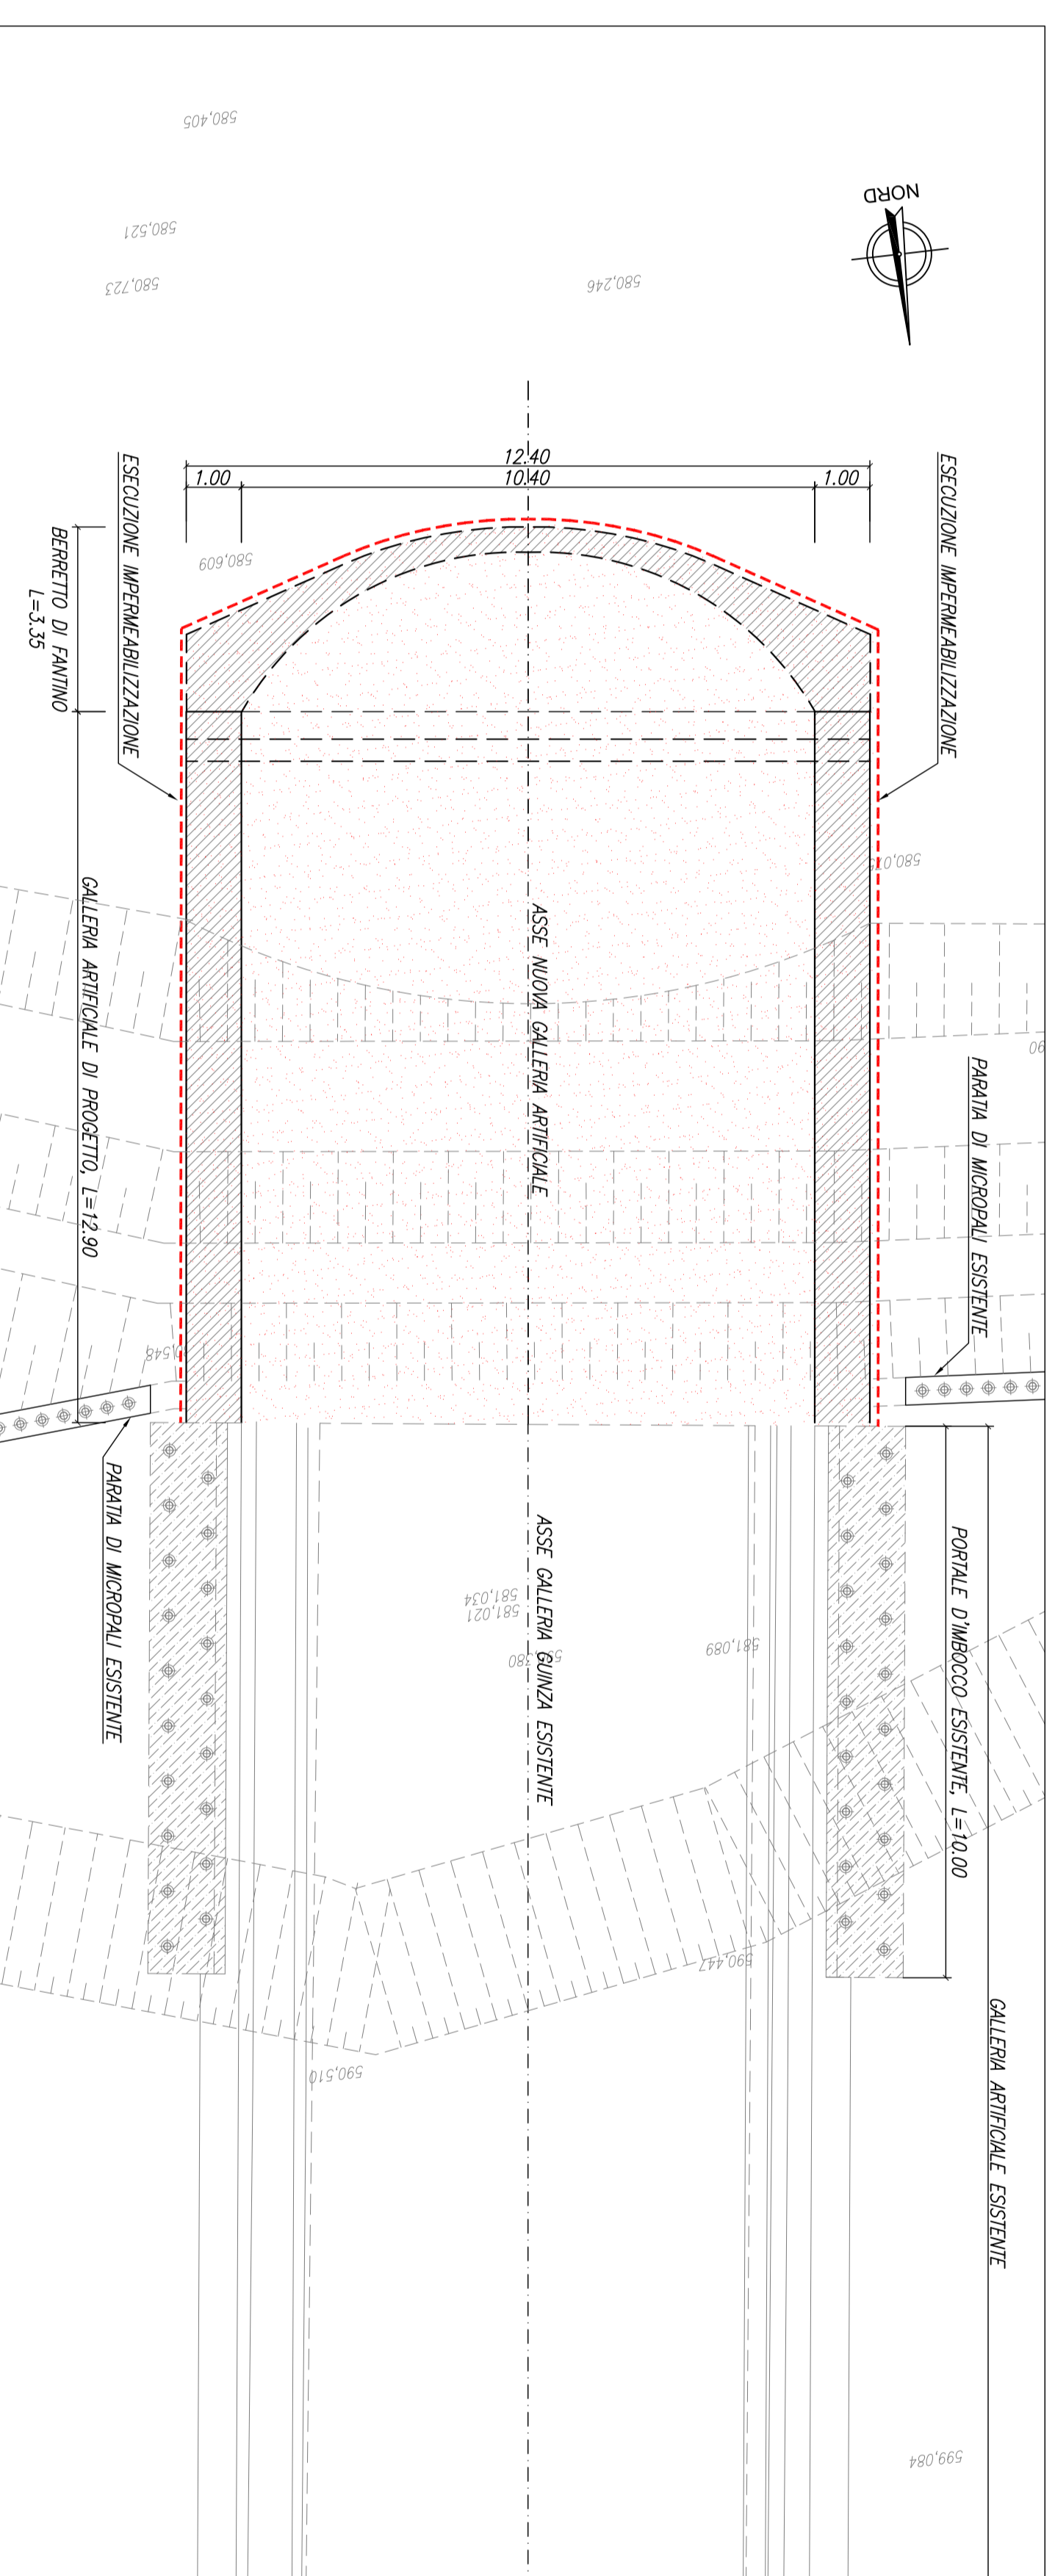 580,405
NORD
580,521
580,723
580,246
12.40
1.00
10.40
1.00
ESECUZIONE IMPERMEABILIZZAZIONE
ESECUZIONE IMPERMEABILIZZAZIONE
580,609
BERRETTO DI FANTINO
L=3.35
GALLERIA ARTIFICIALE DI PROGETTO, L=12.90
ASSE NUOVA GALLERIA ARTIFICIALE
PARATIA DI MICROPALI ESISTENTE
PARATIA DI MICROPALI ESISTENTE
ASSE GALLERIA GUINZA ESISTENTE
581,034
581,021
581,089
PORTALE D'IMBOCCO ESISTENTE, L=10.00
590,447
590,510
GALLERIA ARTIFICIALE ESISTENTE
599,084